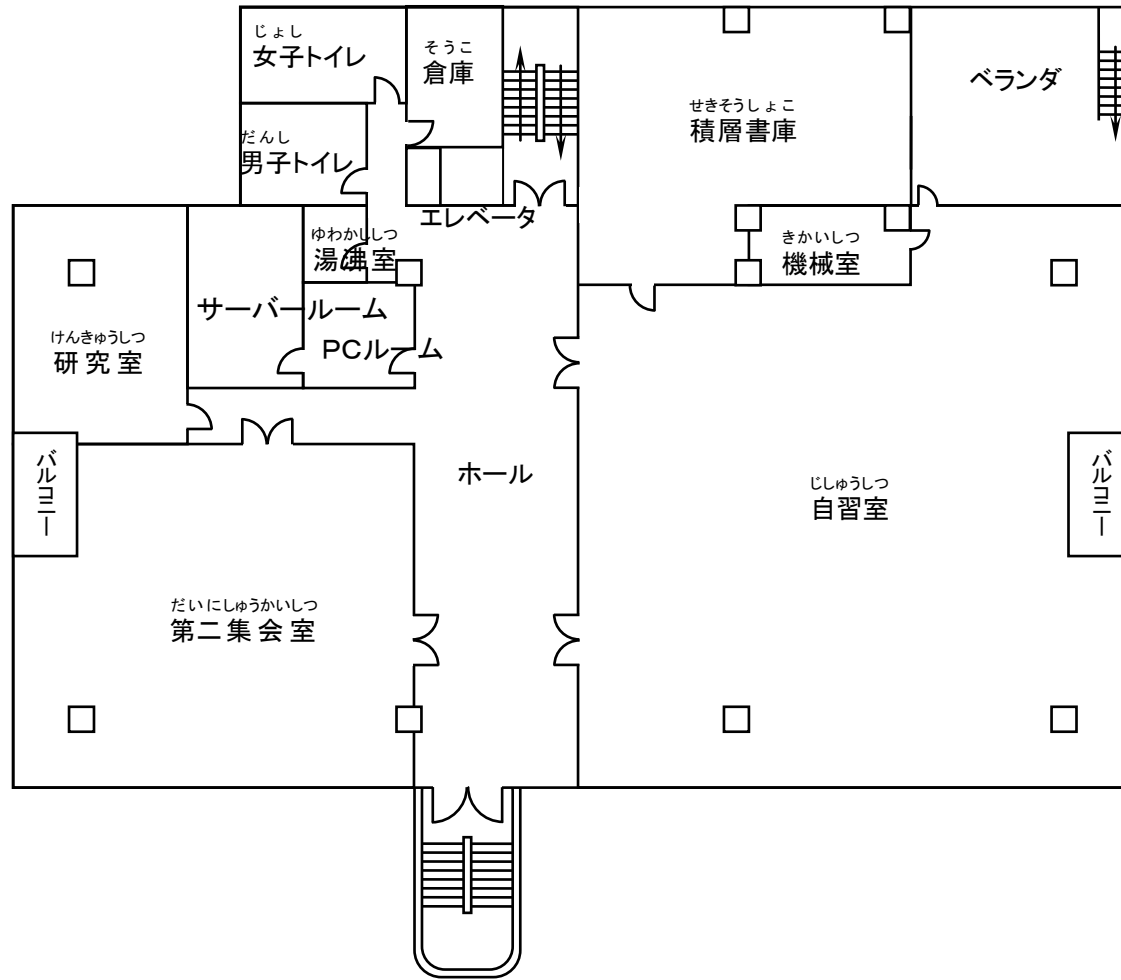 じょし
女子トイレ
そうこ
倉庫
ベランダ
せきそうしょこ
積層書庫
だんし
男子トイレ
エレベータ
ゆわかししつ
湯沸室
きかいしつ
機械室
サーバールーム
けんきゅうしつ
研究室
PCルーム
バルコニー
ホール
じしゅうしつ
自習室
バルコニー
だいにしゅうかいしつ
第二集会室